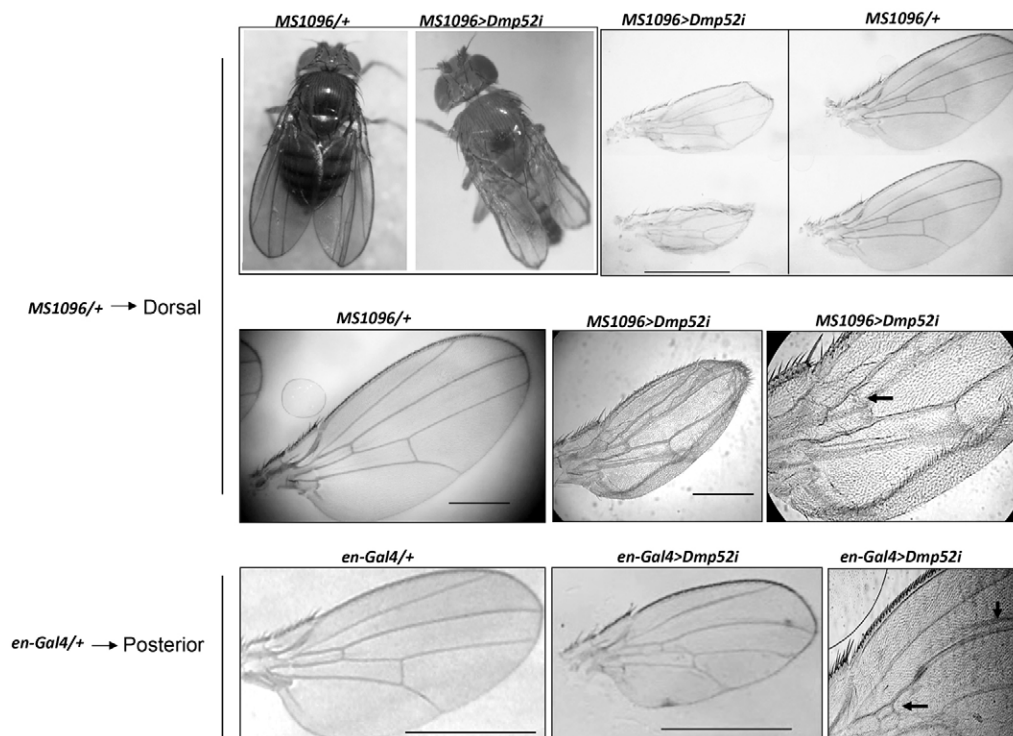 MS1096/+ MS1096>Dmp52i MS1096>Dmp52i MS1096/+
MS1096/+ → Dorsal
MS1096/+ MS1096>Dmp52i MS1096>Dmp52i
en-Gal4/+ en-Gal4>Dmp52i en-Gal4>Dmp52i
en-Gal4/+ → Posterior